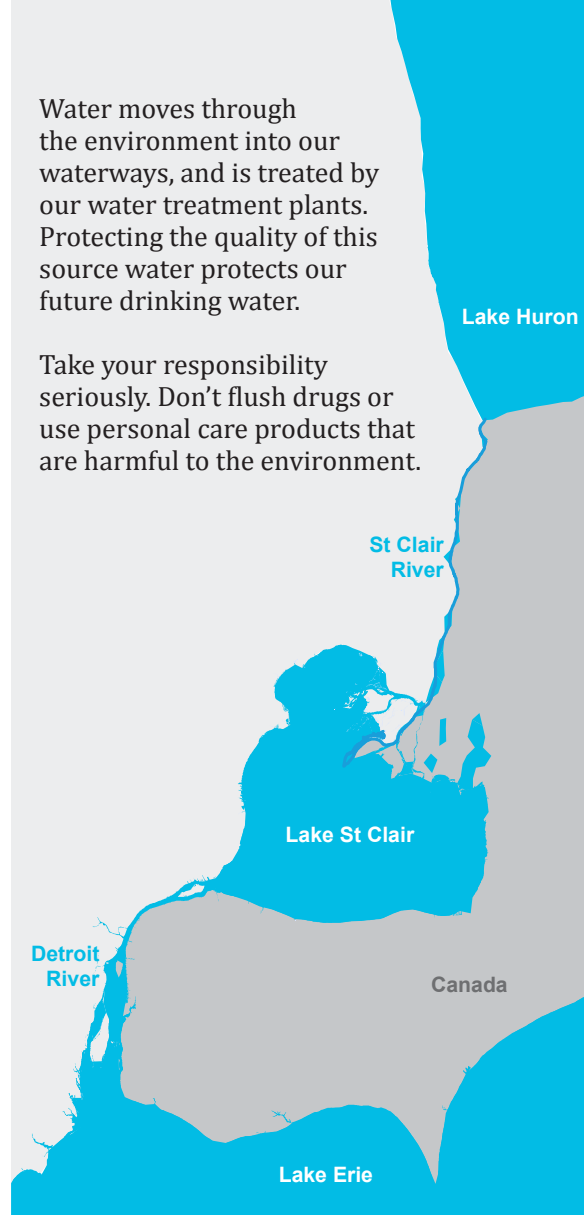 Water moves through
the environment into our
waterways, and is treated by
our water treatment plants.
Protecting the quality of this
source water protects our
future drinking water.
Take your responsibility
seriously. Don’t flush drugs or
use personal care products that
are harmful to the environment.
Lake Huron
St Clair
River
Lake St Clair
Detroit
River
Canada
Lake Erie